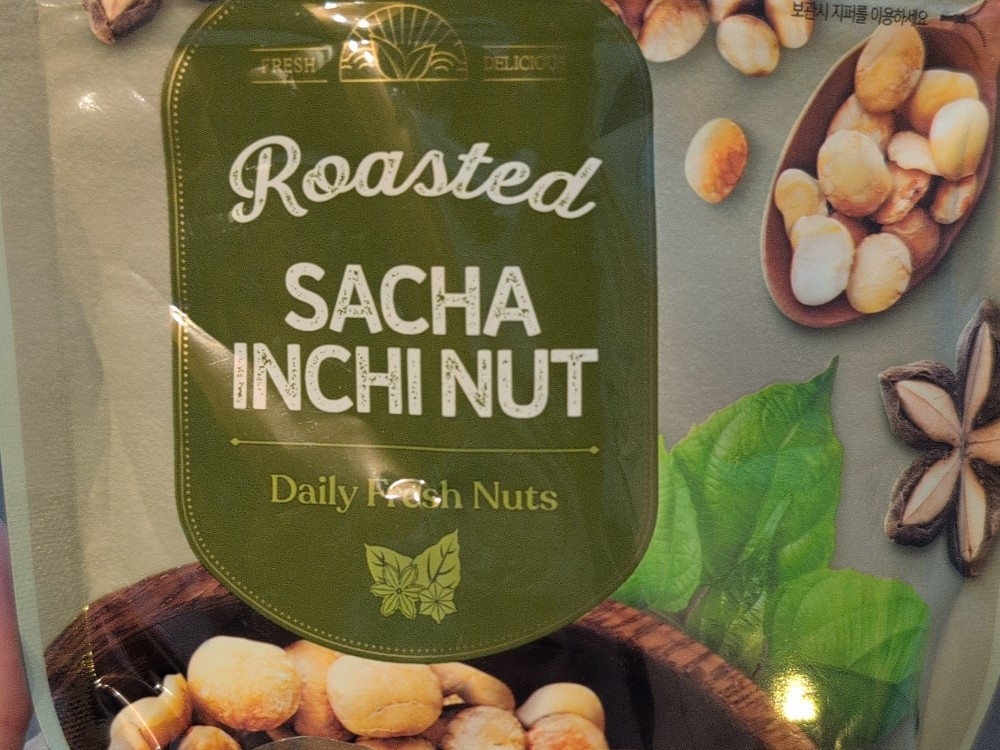 보관시 지퍼를 이용하세요
FRESH DELICIOUS
Roasted
SACHA
INCHI NUT
Daily Fresh Nuts